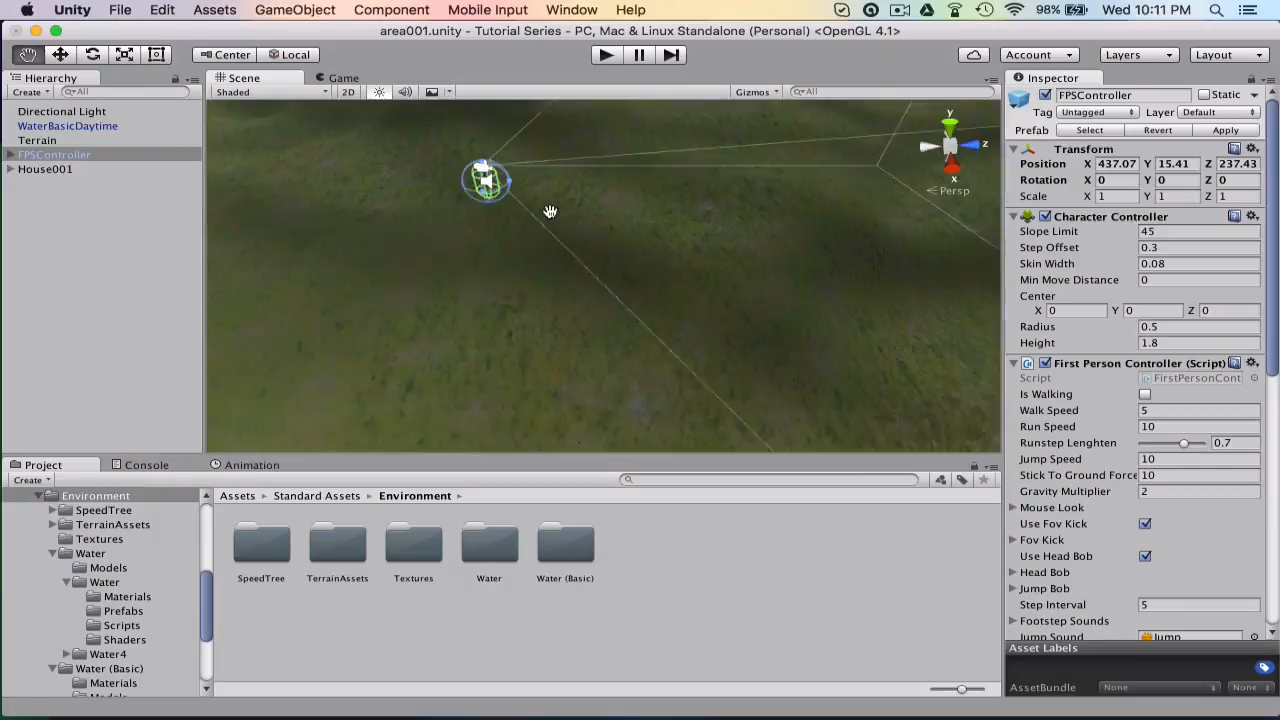 Unity File Edit Assets GameObject Component Mobile Input Window Help 98% Wed 10:11 PM
area001.unity - Tutorial Series - PC, Mac & Linux Standalone (Personal) <OpenGL 4.1>
Center Local Account Layers Layout
Hierarchy Scene Game Inspector
Create All Shaded 2D Gizmos All
FPSController Static
Directional Light
WaterBasicDaytime
Terrain
FPSController
House001
y
z
x
Persp
Tag Untagged Layer Default
Prefab Select Revert Apply
Transform
Position X 437.07 Y 15.41 Z 237.43
Rotation X 0 Y 0 Z 0
Scale X 1 Y 1 Z 1
Character Controller
Slope Limit 45
Step Offset 0.3
Skin Width 0.08
Min Move Distance 0
Center
X 0 Y 0 Z 0
Radius 0.5
Height 1.8
First Person Controller (Script)
Script FirstPersonCont
Is Walking
Walk Speed 5
Run Speed 10
Runstep Lenghten 0.7
Jump Speed 10
Stick To Ground Force 10
Gravity Multiplier 2
Mouse Look
Use Fov Kick
Fov Kick
Use Head Bob
Head Bob
Jump Bob
Step Interval 5
Footstep Sounds
Jump Sound Jump
Asset Labels
AssetBundle None None
Project Console Animation
Create
Environment
SpeedTree
TerrainAssets
Textures
Water
Models
Water
Materials
Prefabs
Scripts
Shaders
Water4
Water (Basic)
Materials
Models
Assets Standard Assets Environment
SpeedTree TerrainAssets Textures Water Water (Basic)